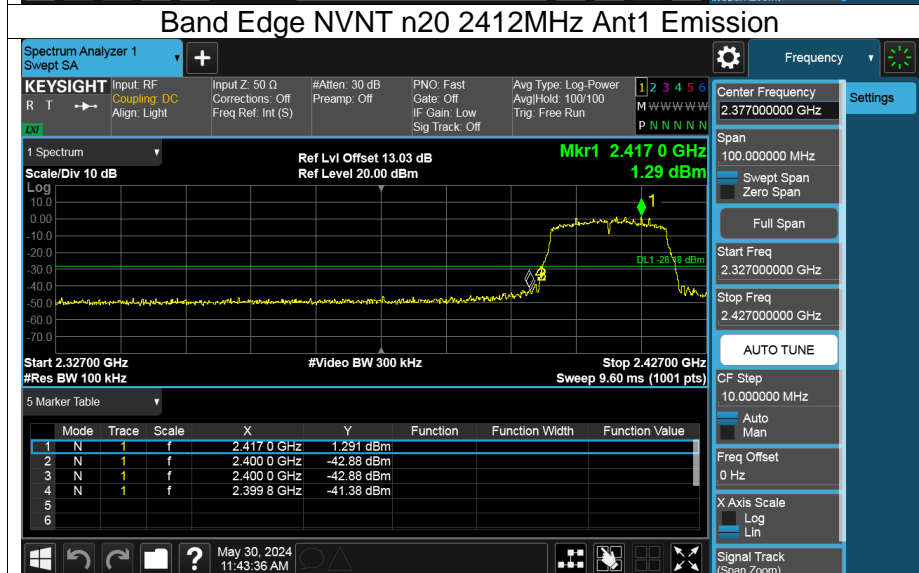 Band Edge NVNT n20 2412MHz Ant1 Emission
Spectrum Analyzer 1
Swept SA
+
Frequency
KEYSIGHT
R T
LXI
Input: RF
Coupling: DC
Align: Light
Input Z: 50 Ω
Corrections: Off
Freq Ref: Int (S)
#Atten: 30 dB
Preamp: Off
PNO: Fast
Gate: Off
IF Gain: Low
Sig Track: Off
Avg Type: Log-Power
Avg|Hold: 100/100
Trig: Free Run
1 2 3 4 5 6
M W W W W W
P N N N N N
Center Frequency
2.377000000 GHz
Settings
Span
100.000000 MHz
Swept Span
Zero Span
Full Span
Start Freq
2.327000000 GHz
Stop Freq
2.427000000 GHz
AUTO TUNE
CF Step
10.000000 MHz
Auto
Man
Freq Offset
0 Hz
X Axis Scale
Log
Lin
Signal Track
(Span Zoom)
1 Spectrum
Scale/Div 10 dB
Ref Lvl Offset 13.03 dB
Ref Level 20.00 dBm
Mkr1 2.417 0 GHz
1.29 dBm
Log
10.0
0.00
-10.0
-20.0
-30.0
-40.0
-50.0
-60.0
-70.0
1
DL1 -28.18 dBm
Start 2.32700 GHz
#Res BW 100 kHz
#Video BW 300 kHz
Stop 2.42700 GHz
Sweep 9.60 ms (1001 pts)
5 Marker Table
Mode Trace Scale X Y Function Function Width Function Value
1 N 1 f 2.417 0 GHz 1.291 dBm
2 N 1 f 2.400 0 GHz -42.88 dBm
3 N 1 f 2.400 0 GHz -42.88 dBm
4 N 1 f 2.399 8 GHz -41.38 dBm
5
6
?
May 30, 2024
11:43:36 AM